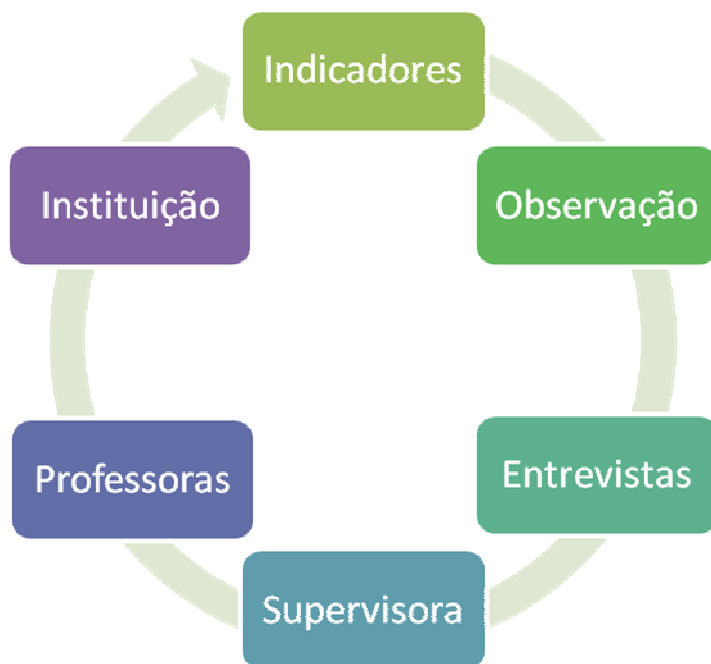 Indicadores
Observação
Entrevistas
Supervisora
Professoras
Instituição